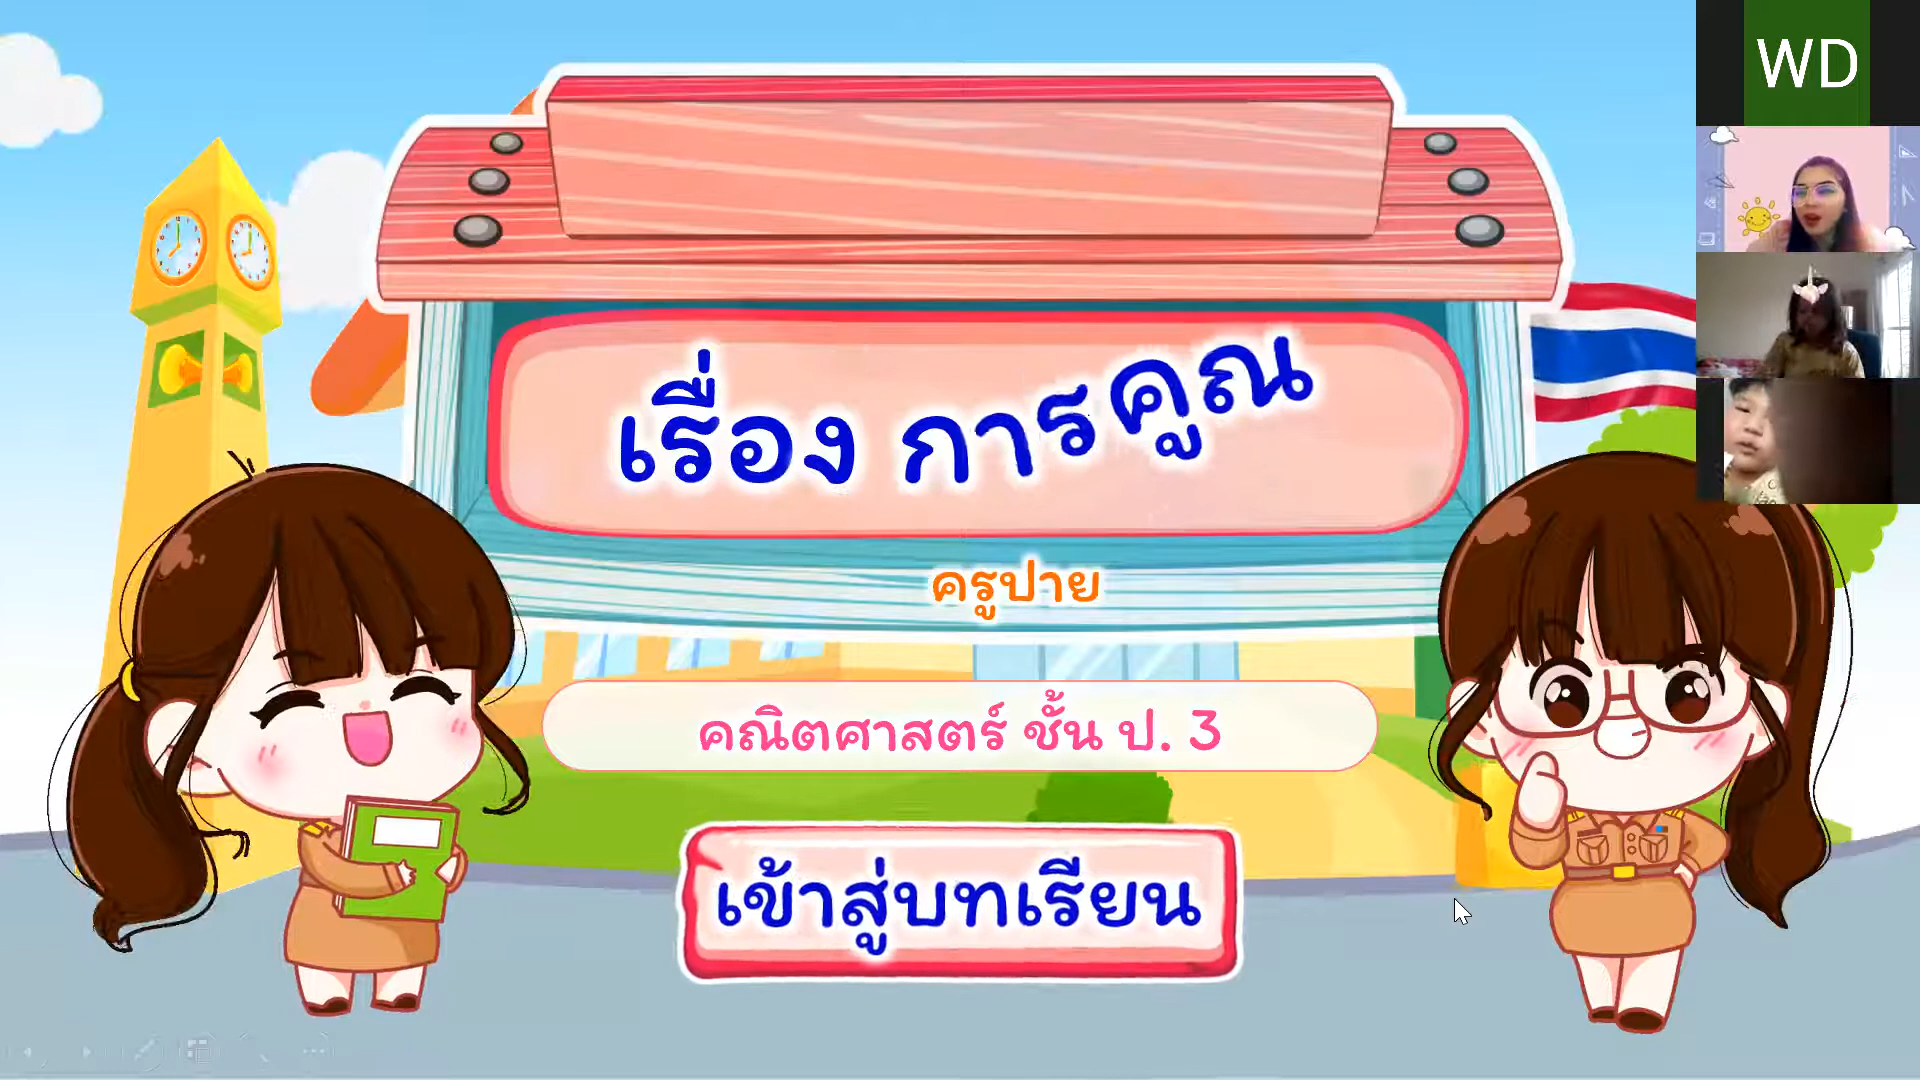 WD
เรื่อง การคูณ
ครูปาย
คณิตศาสตร์ ชั้น ป. 3
เข้าสู่บทเรียน